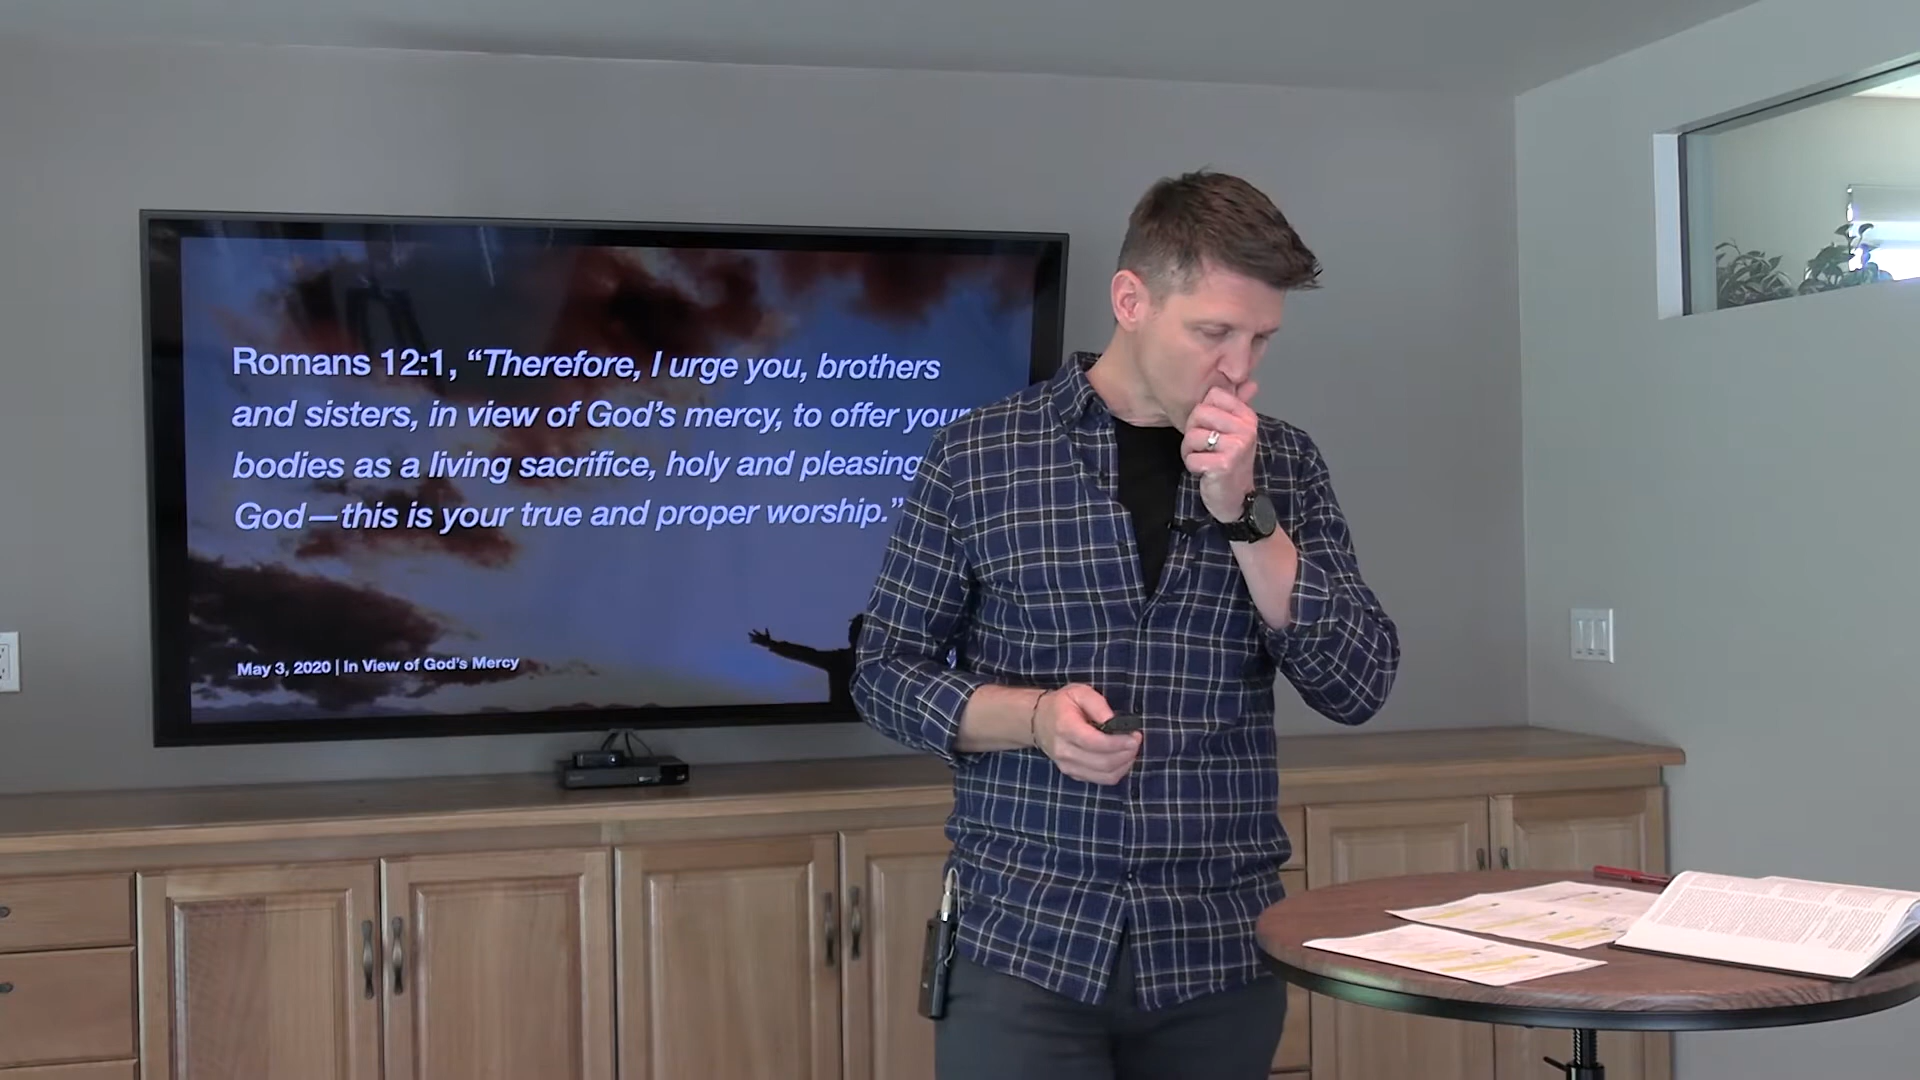 Romans 12:1, “Therefore, I urge you, brothers
and sisters, in view of God’s mercy, to offer your
bodies as a living sacrifice, holy and pleasing
God—this is your true and proper worship.”
May 3, 2020 | In View of God’s Mercy